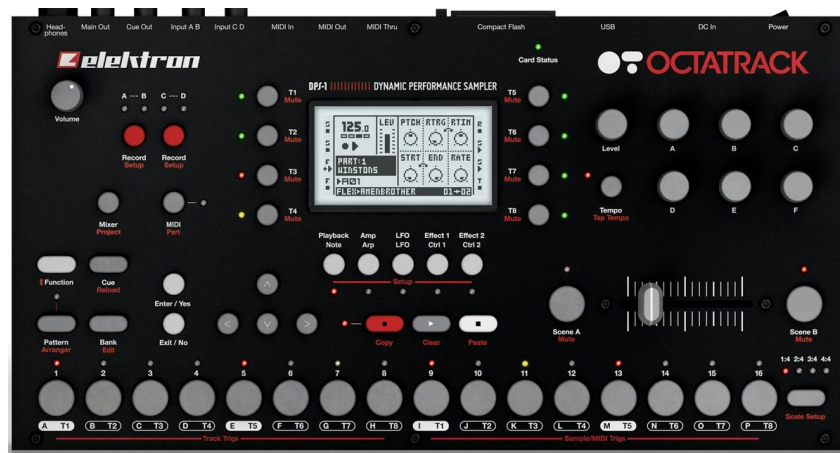 Head-
phones
Main Out
Cue Out
Input A B
Input C D
MIDI In
MIDI Out
MIDI Thru
Compact Flash
USB
DC In
Power
elektron
Card Status
OCTATRACK
DPS-1 DYNAMIC PERFORMANCE SAMPLER
Volume
A --- B
C --- D
Record
Setup
Record
Setup
T1
Mute
T2
Mute
T3
Mute
T4
Mute
125.0
LEV
PTCH
RTRG
RTIM
STRT
END
RATE
PART:1
WINSTONS
A01
FLEX AMENBROTHER
01 02
T5
Mute
T6
Mute
T7
Mute
T8
Mute
Level
A
B
C
Tempo
Tap Tempo
D
E
F
Mixer
Project
MIDI
Part
Playback
Note
Amp
Arp
LFO
LFO
Effect 1
Ctrl 1
Effect 2
Ctrl 2
Setup
Function
Cue
Reload
Enter / Yes
Pattern
Arranger
Bank
Edit
Exit / No
Copy
Clear
Paste
Scene A
Mute
Scene B
Mute
1:4 2:4 3:4 4:4
Scale Setup
1 2 3 4 5 6 7 8 9 10 11 12 13 14 15 16
A T1
B T2
C T3
D T4
E T5
F T6
G T7
H T8
I T1
J T2
K T3
L T4
M T5
N T6
O T7
P T8
Track Trigs
Sample/MIDI Trigs